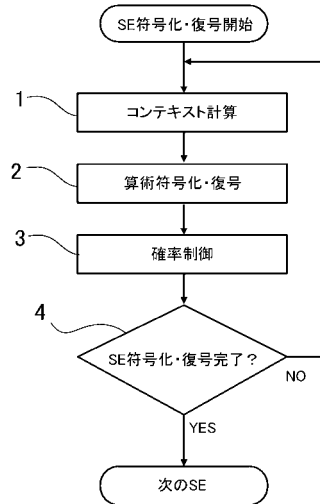 SE符号化・復号開始
1
コンテキスト計算
2
算術符号化・復号
3
確率制御
4
SE符号化・復号完了？
NO
YES
次のSE